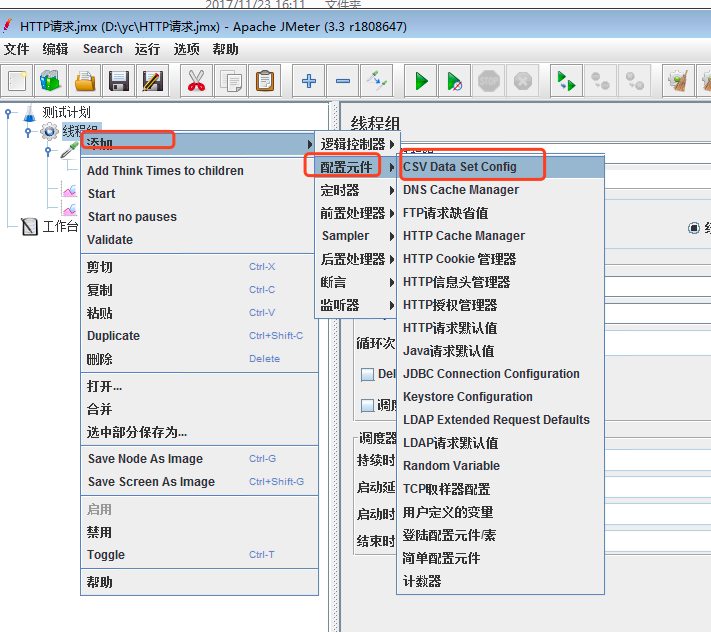 2017/11/23 16:11 文件夹
HTTP请求.jmx (D:\yc\HTTP请求.jmx) - Apache JMeter (3.3 r1808647)
文件 编辑 Search 运行 选项 帮助
STOP
测试计划
线程组
工作台
线程组
添加
Add Think Times to children
Start
Start no pauses
Validate
剪切 Ctrl-X
复制 Ctrl-C
粘贴 Ctrl-V
Duplicate Ctrl+Shift-C
删除 Delete
打开...
合并
选中部分保存为...
Save Node As Image Ctrl-G
Save Screen As Image Ctrl+Shift-G
启用
禁用
Toggle Ctrl-T
帮助
逻辑控制器
配置元件
定时器
前置处理器
Sampler
后置处理器
断言
监听器
CSV Data Set Config
DNS Cache Manager
FTP请求缺省值
HTTP Cache Manager
HTTP Cookie 管理器
HTTP信息头管理器
HTTP授权管理器
HTTP请求默认值
Java请求默认值
JDBC Connection Configuration
Keystore Configuration
LDAP Extended Request Defaults
LDAP请求默认值
Random Variable
TCP取样器配置
用户定义的变量
登陆配置元件/素
简单配置元件
计数器
循环次
Del
调度
调度器
持续时
启动延
启动时
结束时